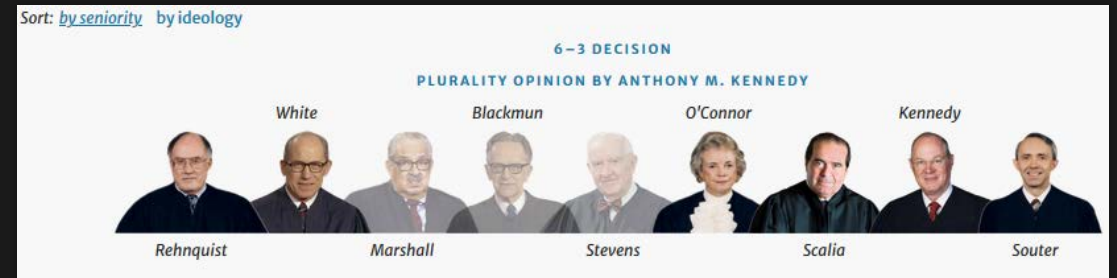 Sort: by seniority by ideology
6–3 DECISION
PLURALITY OPINION BY ANTHONY M. KENNEDY
White Blackmun O'Connor Kennedy
Rehnquist Marshall Stevens Scalia Souter